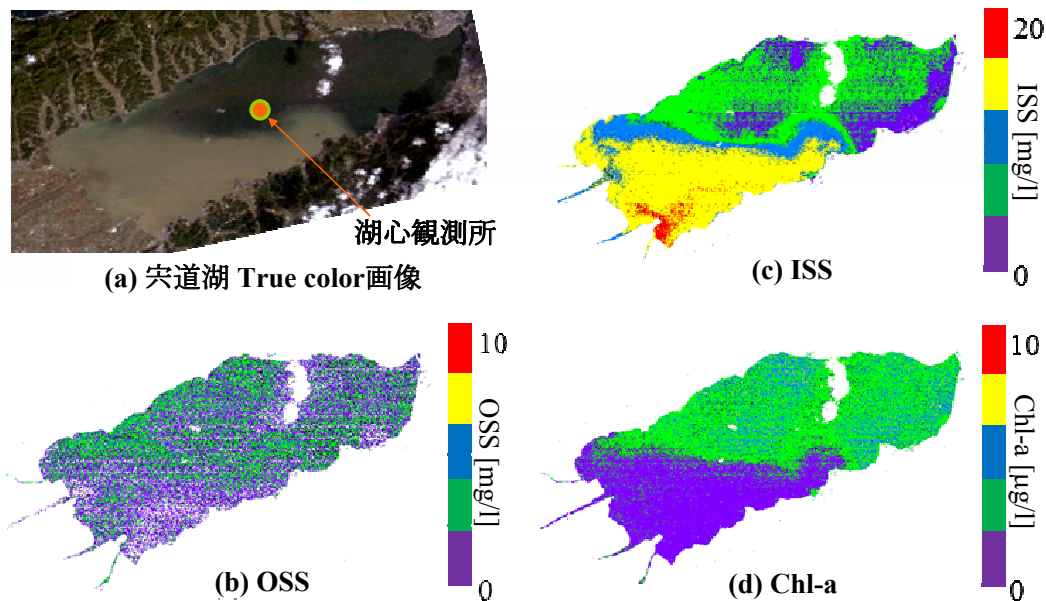 湖心観測所
(a) 宍道湖 True color画像
20
ISS [mg/l]
0
(c) ISS
10
OSS [mg/l]
0
(b) OSS
10
Chl-a [μg/l]
0
(d) Chl-a